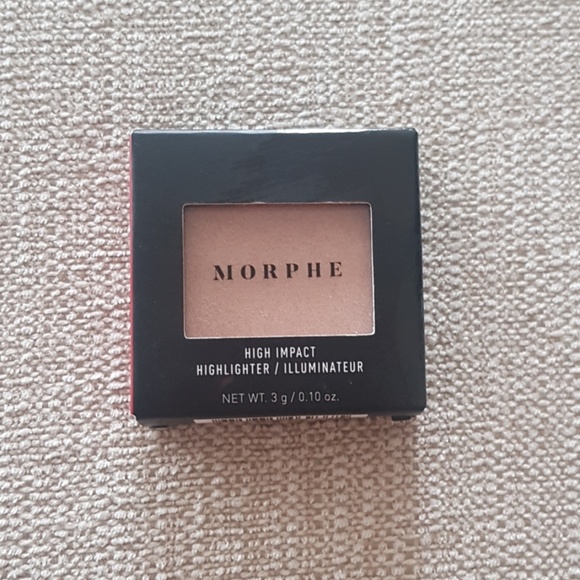 MORPHE
HIGH IMPACT
HIGHLIGHTER / ILLUMINATEUR
NET WT. 3 g / 0.10 oz.